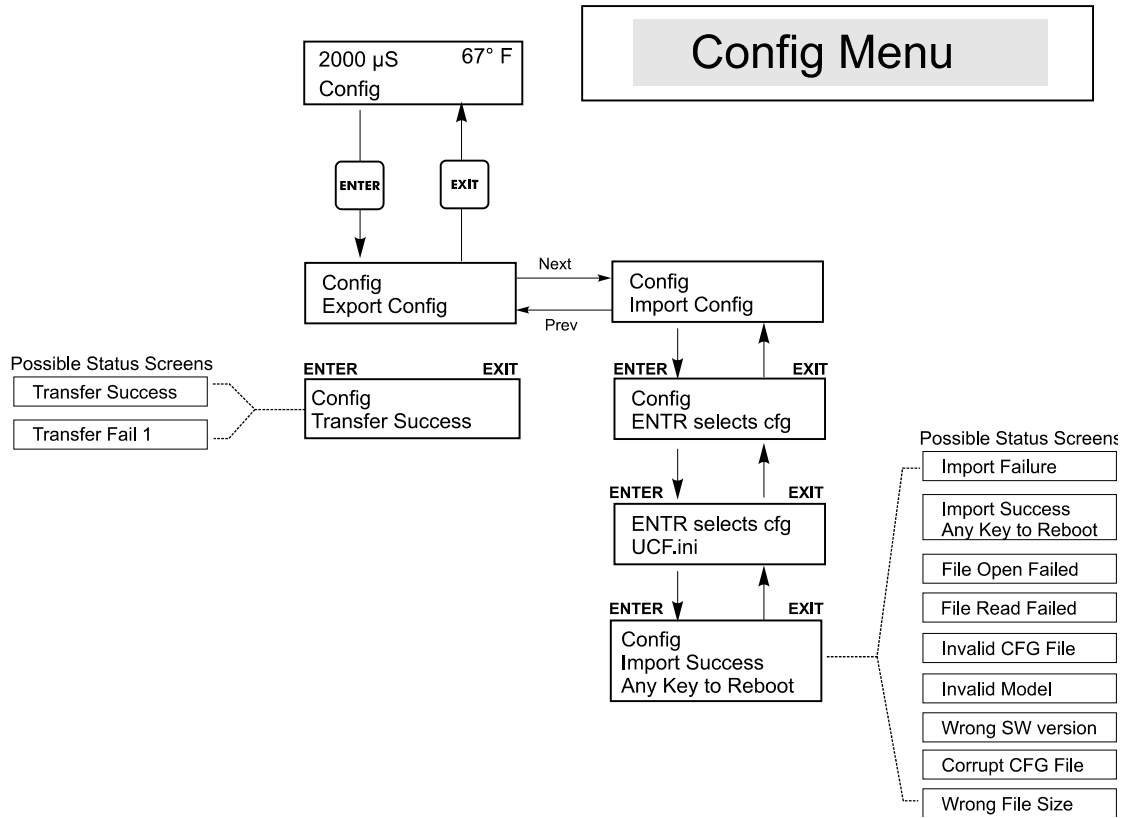 Config Menu
2000 µS 67° F
Config
ENTER EXIT
Config
Export Config
Next
Prev
Config
Import Config
Possible Status Screens
Transfer Success
Transfer Fail 1
ENTER EXIT
Config
Transfer Success
ENTER EXIT
Config
ENTR selects cfg
ENTER EXIT
ENTR selects cfg
UCF.ini
ENTER EXIT
Config
Import Success
Any Key to Reboot
Possible Status Screens
Import Failure
Import Success
Any Key to Reboot
File Open Failed
File Read Failed
Invalid CFG File
Invalid Model
Wrong SW version
Corrupt CFG File
Wrong File Size